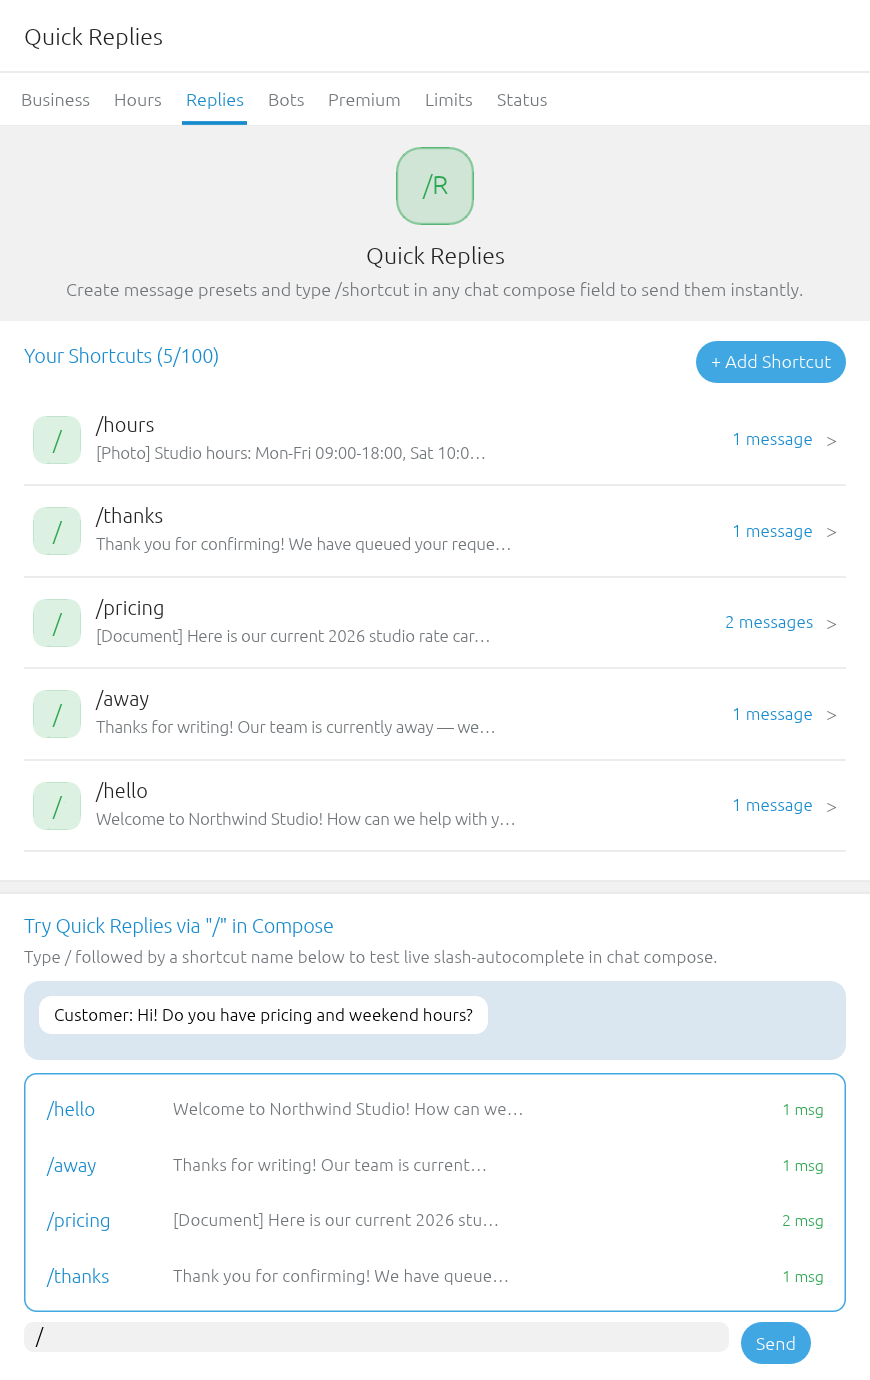 Quick Replies
Business Hours Replies Bots Premium Limits Status
/R
Quick Replies
Create message presets and type /shortcut in any chat compose field to send them instantly.
Your Shortcuts (5/100)
+ Add Shortcut
/ /hours
[Photo] Studio hours: Mon-Fri 09:00-18:00, Sat 10:0…
1 message >
/ /thanks
Thank you for confirming! We have queued your reque…
1 message >
/ /pricing
[Document] Here is our current 2026 studio rate car…
2 messages >
/ /away
Thanks for writing! Our team is currently away — we…
1 message >
/ /hello
Welcome to Northwind Studio! How can we help with y…
1 message >
Try Quick Replies via "/" in Compose
Type / followed by a shortcut name below to test live slash-autocomplete in chat compose.
Customer: Hi! Do you have pricing and weekend hours?
/hello Welcome to Northwind Studio! How can we… 1 msg
/away Thanks for writing! Our team is current… 1 msg
/pricing [Document] Here is our current 2026 stu… 2 msg
/thanks Thank you for confirming! We have queue… 1 msg
/ Send